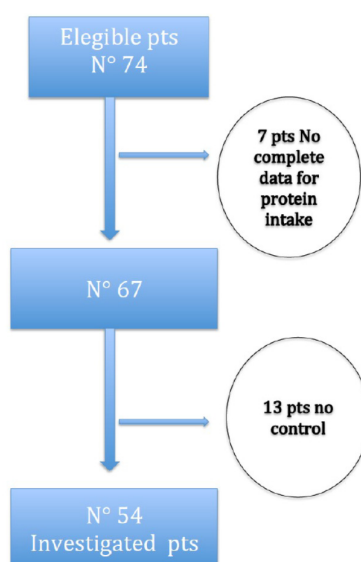 Elegible pts
N° 74
7 pts No
complete
data for
protein
intake
N° 67
13 pts no
control
N° 54
Investigated pts